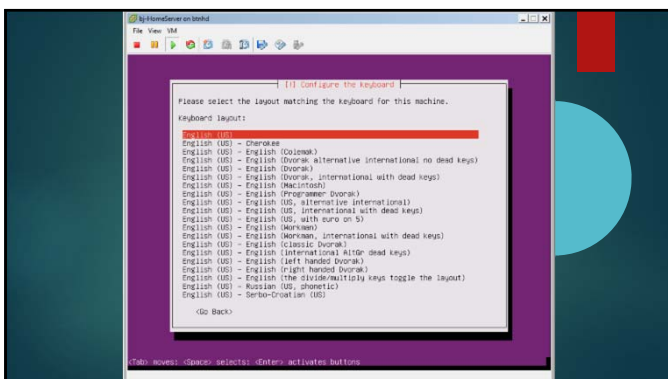 bj-HomeServer on btnhd
File View VM
[!] Configure the keyboard
Please select the layout matching the keyboard for this machine.
Keyboard layout:
English (US)
English (US) - Cherokee
English (US) - English (Colemak)
English (US) - English (Dvorak alternative international no dead keys)
English (US) - English (Dvorak)
English (US) - English (Dvorak, international with dead keys)
English (US) - English (Macintosh)
English (US) - English (Programmer Dvorak)
English (US) - English (US, alternative international)
English (US) - English (US, international with dead keys)
English (US) - English (US, with euro on 5)
English (US) - English (Workman)
English (US) - English (Workman, international with dead keys)
English (US) - English (classic Dvorak)
English (US) - English (international AltGr dead keys)
English (US) - English (left handed Dvorak)
English (US) - English (right handed Dvorak)
English (US) - English (the divide/multiply keys toggle the layout)
English (US) - Russian (US, phonetic)
English (US) - Serbo-Croatian (US)
<Go Back>
<Tab> moves; <Space> selects; <Enter> activates buttons